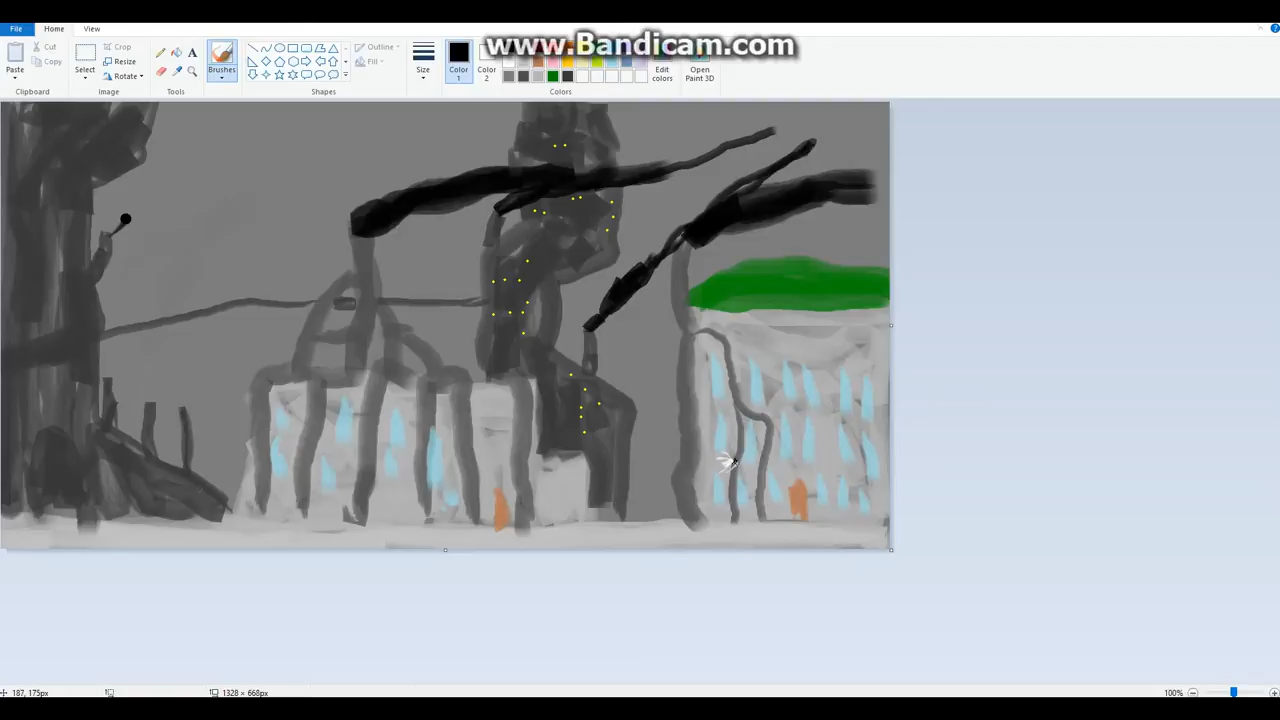 www.Bandicam.com
File Home View
Paste
Cut
Copy
Clipboard
Select
Crop
Resize
Rotate
Image
A
Tools
Brushes
Shapes
Outline
Fill
Size
Color 1
Color 2
Edit colors
Open Paint 3D
Colors
187, 175px
1328 × 668px
100%